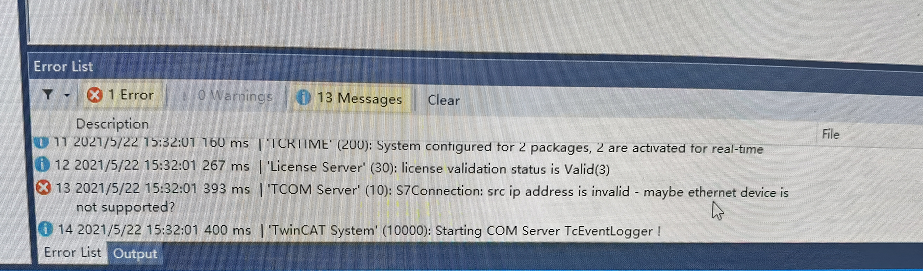 Error List
1 Error
0 Warnings
13 Messages
Clear
Description
File
11 2021/5/22 15:32:01 160 ms | 'TCRTIME' (200): System configured for 2 packages, 2 are activated for real-time
12 2021/5/22 15:32:01 267 ms | 'License Server' (30): license validation status is Valid(3)
13 2021/5/22 15:32:01 393 ms | 'TCOM Server' (10): S7Connection: src ip address is invalid - maybe ethernet device is
not supported?
14 2021/5/22 15:32:01 400 ms | 'TwinCAT System' (10000): Starting COM Server TcEventLogger !
Error List Output